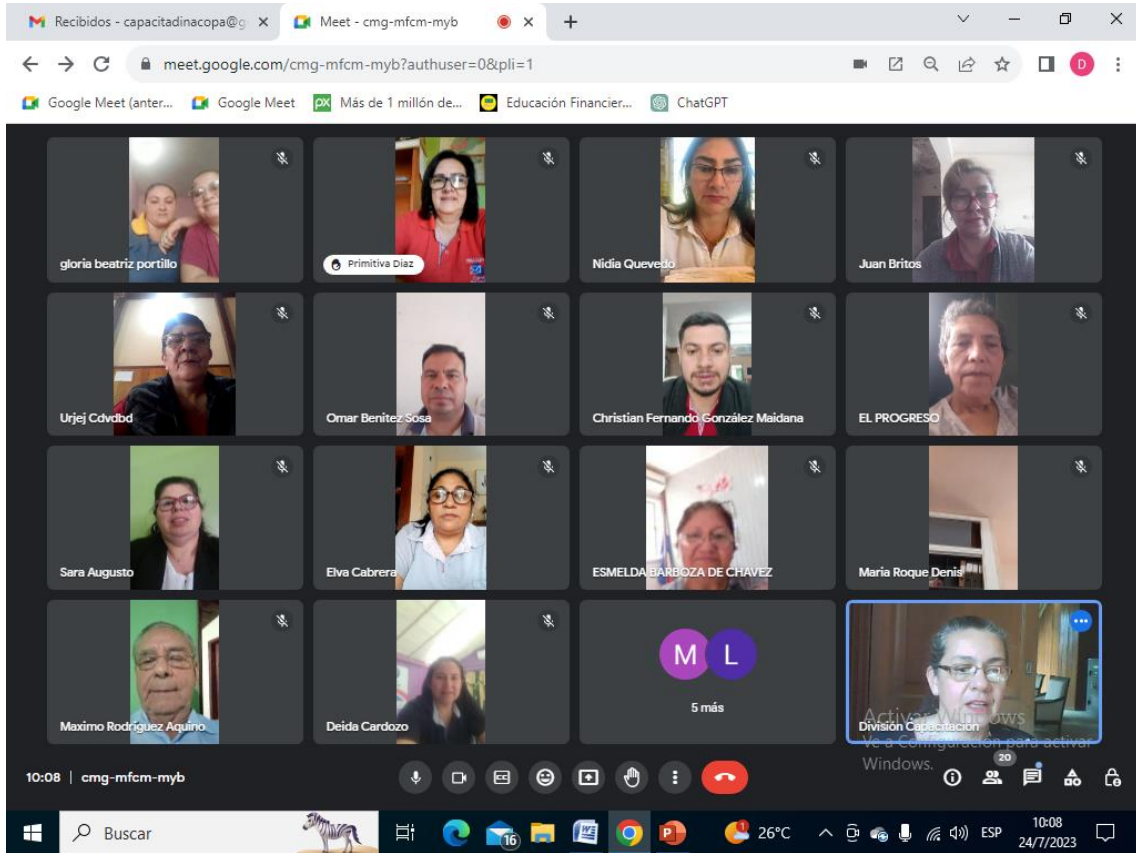 Recibidos - capacitadinacopa@g
Meet - cmg-mfcm-myb
meet.google.com/cmg-mfcm-myb?authuser=0&pli=1
D
Google Meet (anter...
Google Meet
px
Más de 1 millón de...
Educación Financier...
ChatGPT
gloria beatriz portillo
Primitiva Diaz
Nidia Quevedo
Juan Britos
Urjej Cdvdbd
Omar Benitez Sosa
Christian Fernando González Maidana
EL PROGRESO
Sara Augusto
Elva Cabrera
ESMELDA BARBOZA DE CHAVEZ
Maria Roque Denis
Maximo Rodriguez Aquino
Deida Cardozo
M L
5 más
División Capacitación
Activar Windows
Ve a Configuración para activar
Windows.
10:08 | cmg-mfcm-myb
20
Buscar
16
26°C
ESP
10:08
24/7/2023